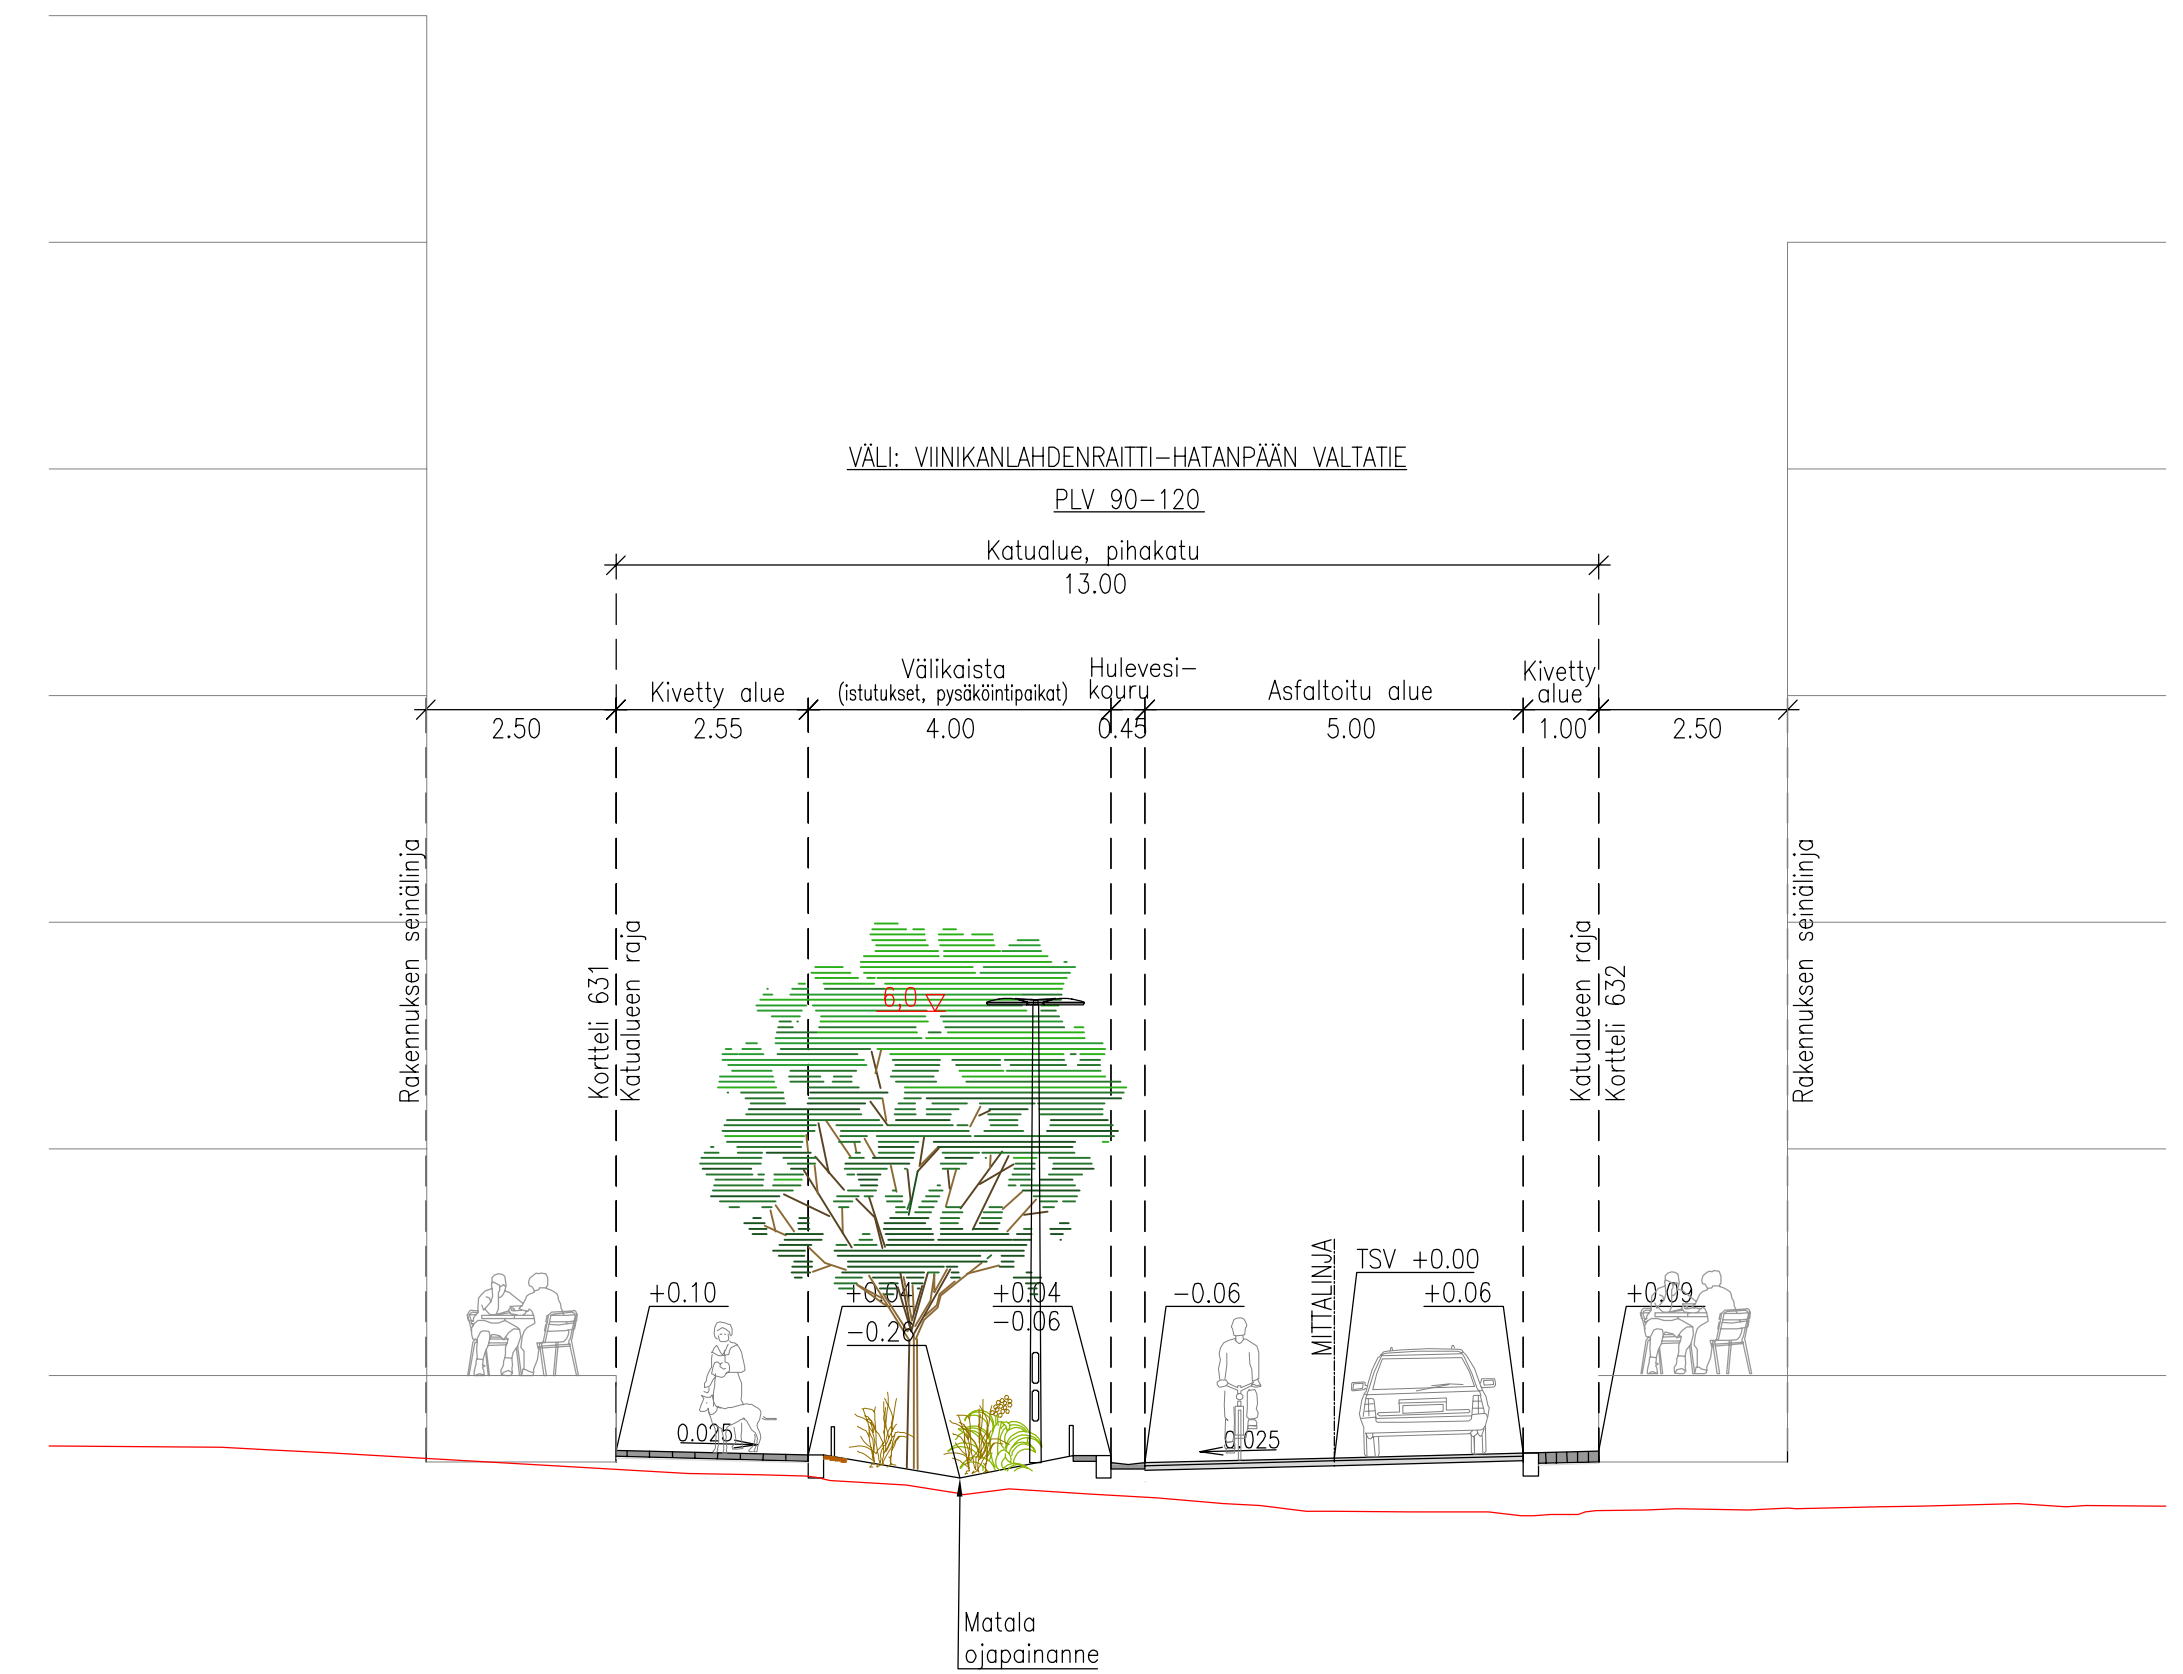 VÄLI: VIINIKANLAHDENRAITTI-HATANPÄÄN VALTATIE
PLV 90-120
Katualue, pihakatu
13.00
Kivetty alue
Välikaista
(istutukset, pysäköintipaikat)
Hulevesi-
kouru
Asfaltoitu alue
Kivetty
alue
2.50
2.55
4.00
0.45
5.00
1.00
2.50
Rakennuksen seinälinja
Kortteli 631
Katualueen raja
Katualueen raja
Kortteli 632
Rakennuksen seinälinja
6,0
MITTALINJA
TSV +0.00
+0.10
+0.04
-0.26
+0.04
-0.06
-0.06
+0.06
+0.09
0.025
0.025
Matala
ojapainanne